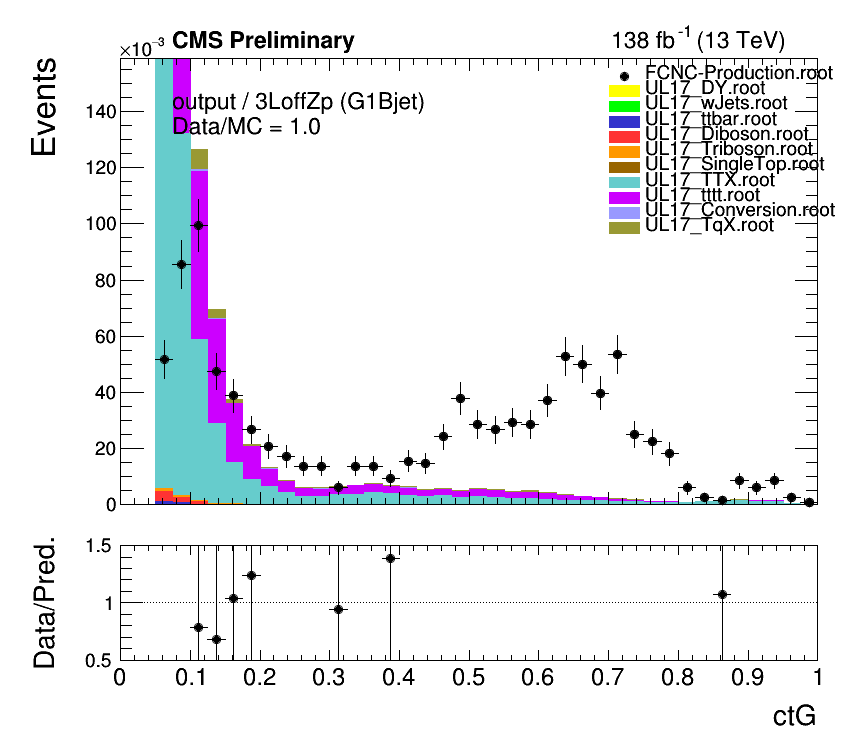 ×10⁻³ CMS Preliminary 138 fb⁻¹ (13 TeV)
Events
output / 3LoffZp (G1Bjet)
Data/MC = 1.0
FCNC-Production.root
UL17_DY.root
UL17_wJets.root
UL17_ttbar.root
UL17_Diboson.root
UL17_Triboson.root
UL17_SingleTop.root
UL17_TTX.root
UL17_tttt.root
UL17_Conversion.root
UL17_TqX.root
140
120
100
80
60
40
20
0
Data/Pred.
1.5
1
0.5
0 0.1 0.2 0.3 0.4 0.5 0.6 0.7 0.8 0.9 1
ctG